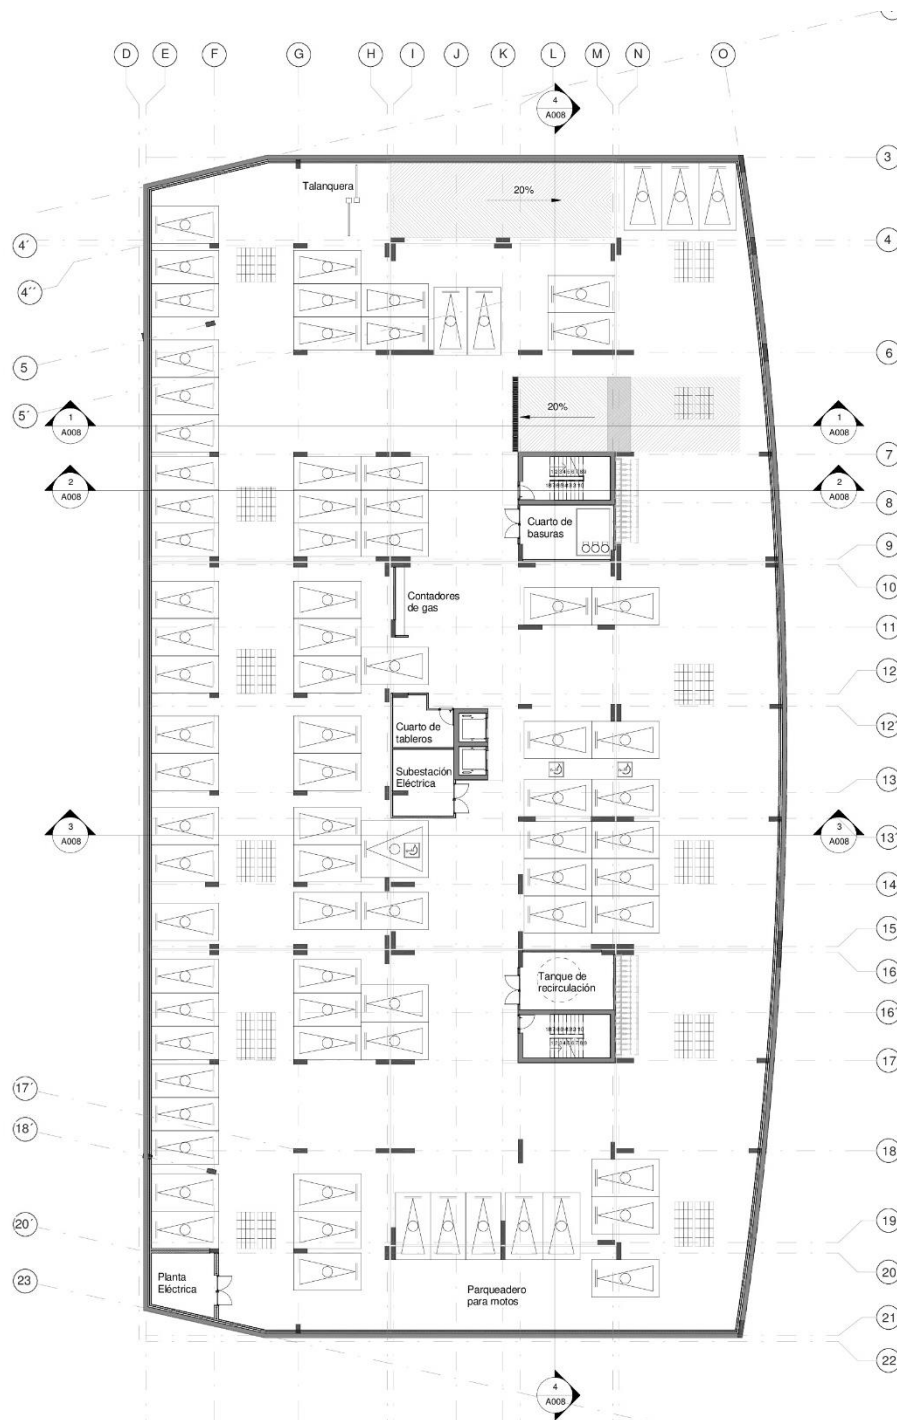 D E F G H I J K L M N O
4
A008
3
Talanquera
20%
4´
4
4´´
5
6
5´
20%
1
A008
1
A008
7
2
A008
2
A008
8
Cuarto de
basuras
9
10
Contadores
de gas
11
12
Cuarto de
tableros
12´
Subestación
Eléctrica
13
3
A008
3
A008
13´
14
15
16
Tanque de
recirculación
16´
17
17´
18´
18
20´
19
20
23
Planta
Eléctrica
Parqueadero
para motos
21
22
4
A008